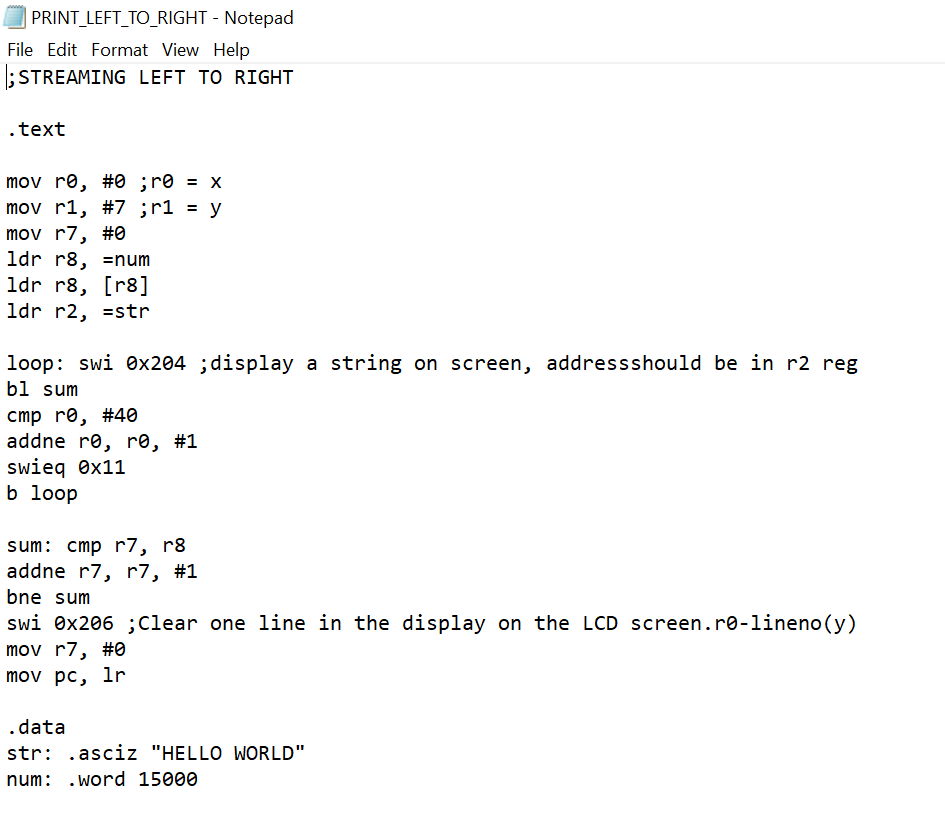 PRINT_LEFT_TO_RIGHT - Notepad
File Edit Format View Help
;STREAMING LEFT TO RIGHT
.text
mov r0, #0 ;r0 = x
mov r1, #7 ;r1 = y
mov r7, #0
ldr r8, =num
ldr r8, [r8]
ldr r2, =str
loop: swi 0x204 ;display a string on screen, addressshould be in r2 reg
bl sum
cmp r0, #40
addne r0, r0, #1
swieq 0x11
b loop
sum: cmp r7, r8
addne r7, r7, #1
bne sum
swi 0x206 ;Clear one line in the display on the LCD screen.r0-lineno(y)
mov r7, #0
mov pc, lr
.data
str: .asciz "HELLO WORLD"
num: .word 15000